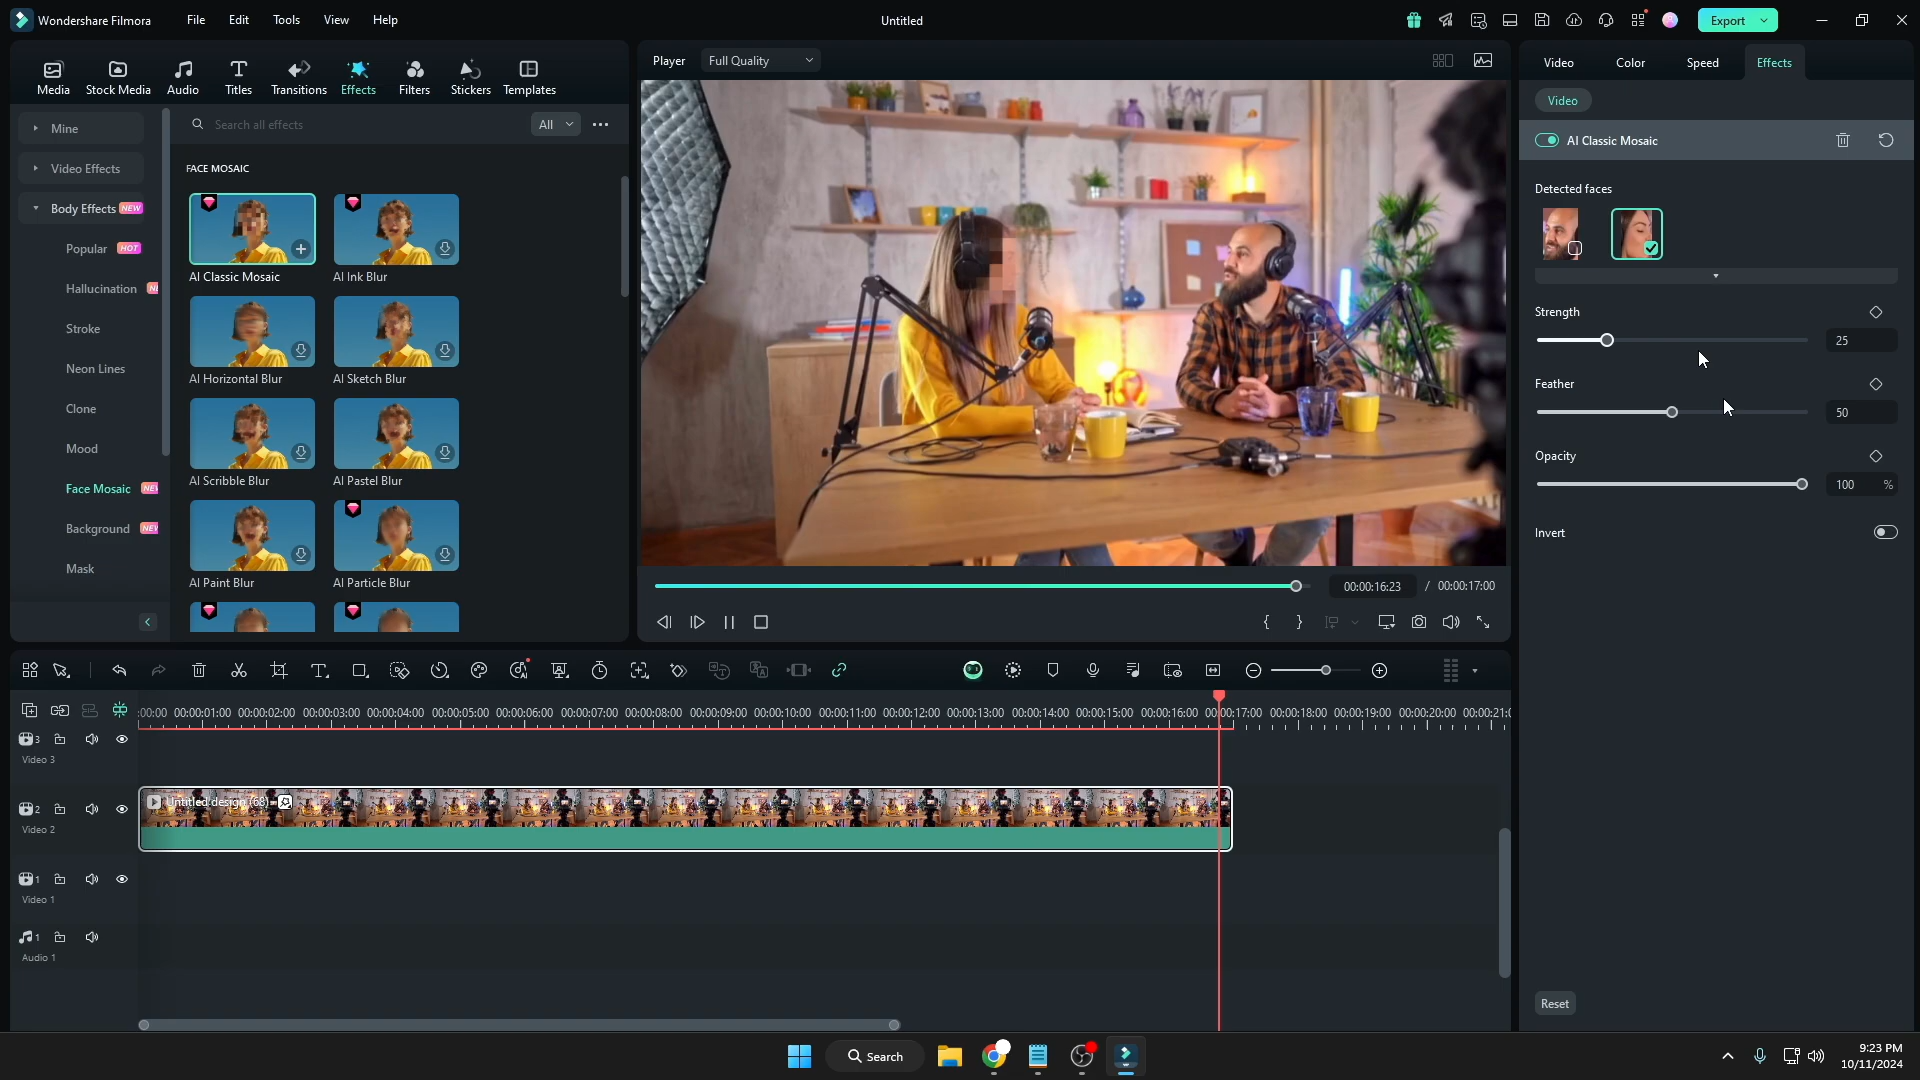 Wondershare Filmora File Edit Tools View Help Untitled Export
Media Stock Media Audio Titles Transitions Effects Filters Stickers Templates
Player Full Quality
Video Color Speed Effects
Mine
Video Effects
Body Effects NEW
Popular HOT
Hallucination
Stroke
Neon Lines
Clone
Mood
Face Mosaic
Background
Mask
Search all effects All
FACE MOSAIC
AI Classic Mosaic AI Ink Blur
AI Horizontal Blur AI Sketch Blur
AI Scribble Blur AI Pastel Blur
AI Paint Blur AI Particle Blur
00:00:16:23 / 00:00:17:00
Video
AI Classic Mosaic
Detected faces
Strength
25
Feather
50
Opacity
100 %
Invert
Reset
:00:00 00:00:01:00 00:00:02:00 00:00:03:00 00:00:04:00 00:00:05:00 00:00:06:00 00:00:07:00 00:00:08:00 00:00:09:00 00:00:10:00 00:00:11:00 00:00:12:00 00:00:13:00 00:00:14:00 00:00:15:00 00:00:16:00 00:00:17:00 00:00:18:00 00:00:19:00 00:00:20:00 00:00:21:0
3
Video 3
2
Video 2
Untitled design (68)
1
Video 1
1
Audio 1
Search
9:23 PM
10/11/2024